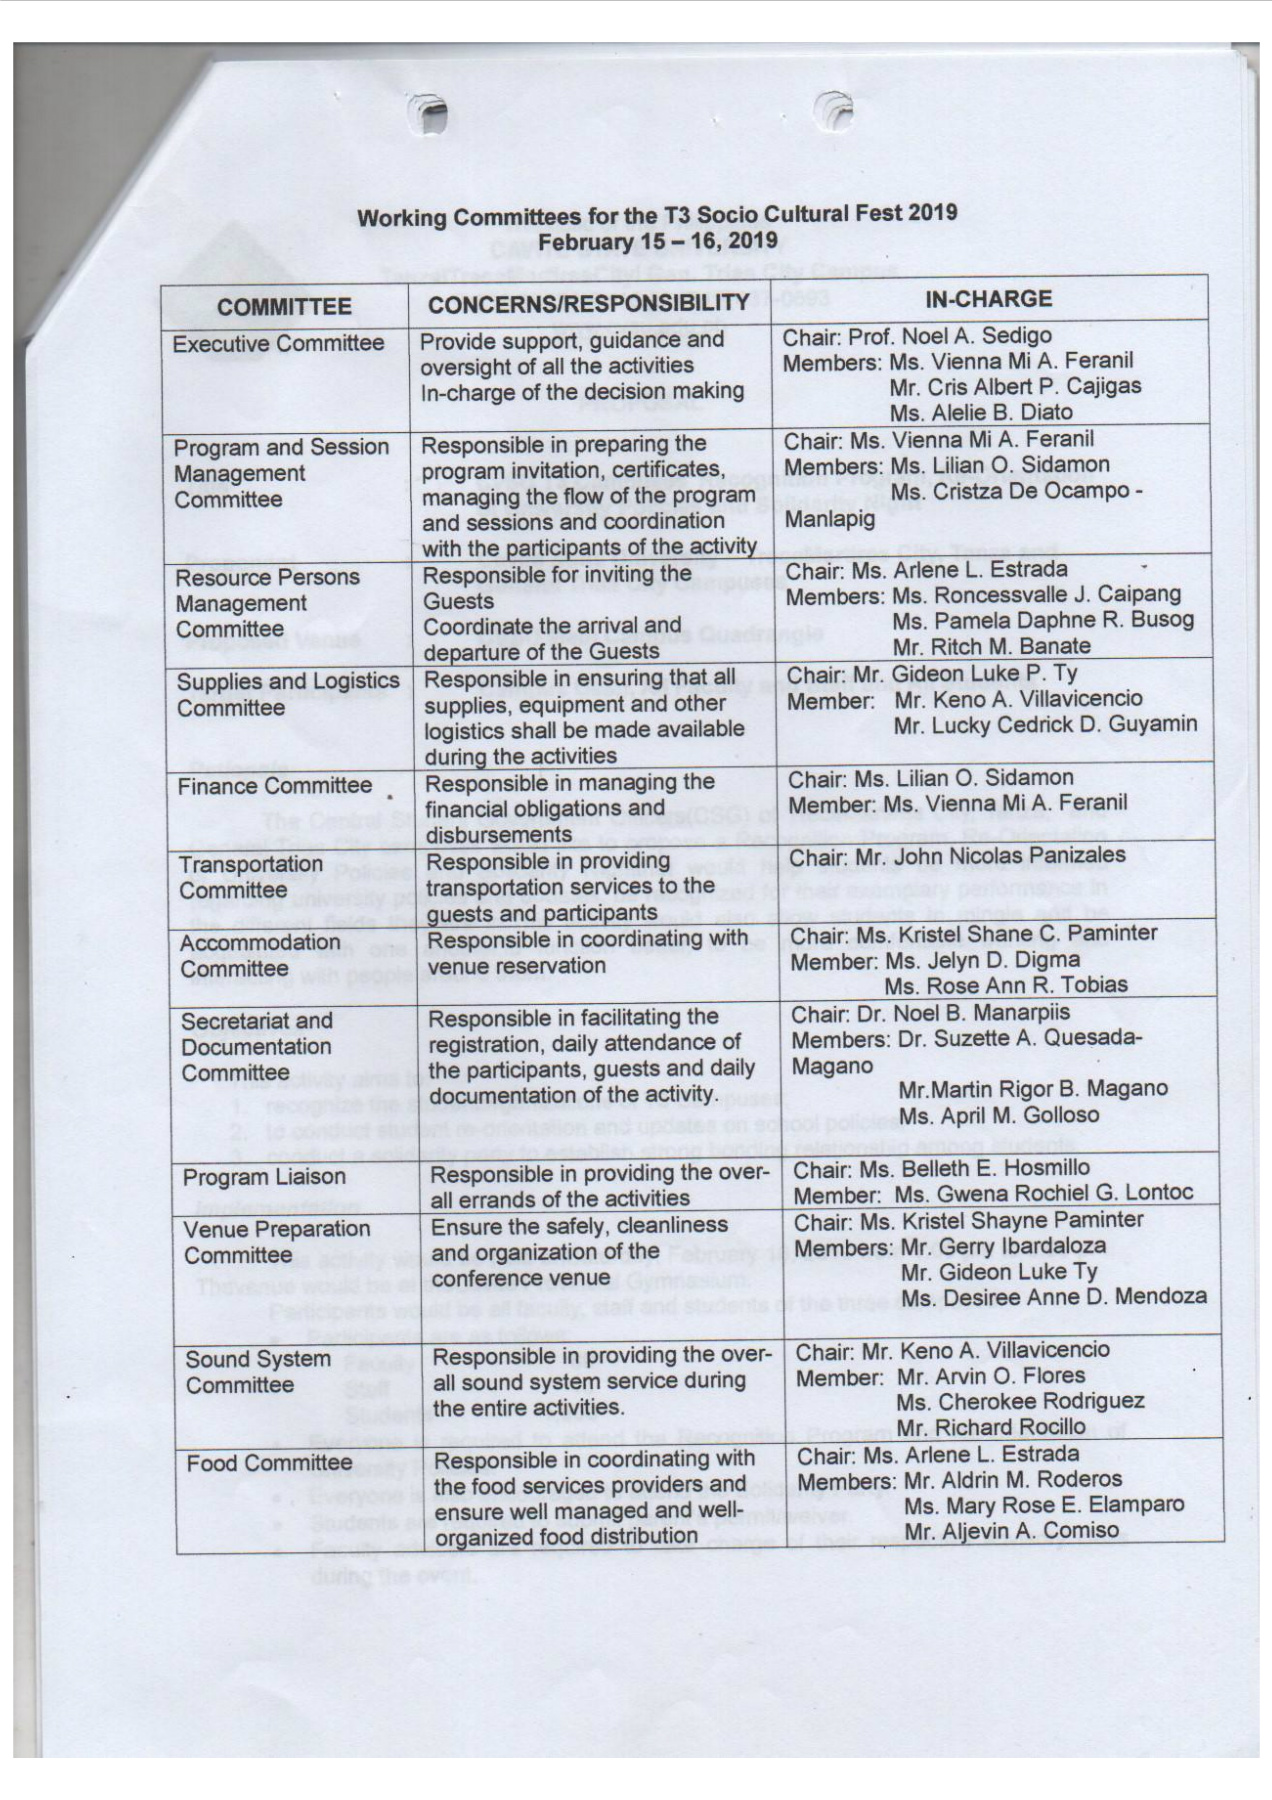 Working Committees for the T3 Socio Cultural Fest 2019
February 15 – 16, 2019
COMMITTEE
CONCERNS/RESPONSIBILITY
IN-CHARGE
Executive Committee
Provide support, guidance and
oversight of all the activities
In-charge of the decision making
Chair: Prof. Noel A. Sedigo
Members: Ms. Vienna Mi A. Feranil
Mr. Cris Albert P. Cajigas
Ms. Alelie B. Diato
Program and Session
Management
Committee
Responsible in preparing the
program invitation, certificates,
managing the flow of the program
and sessions and coordination
with the participants of the activity
Chair: Ms. Vienna Mi A. Feranil
Members: Ms. Lilian O. Sidamon
Ms. Cristza De Ocampo -
Manlapig
Resource Persons
Management
Committee
Responsible for inviting the
Guests
Coordinate the arrival and
departure of the Guests
Chair: Ms. Arlene L. Estrada
Members: Ms. Roncessvalle J. Caipang
Ms. Pamela Daphne R. Busog
Mr. Ritch M. Banate
Supplies and Logistics
Committee
Responsible in ensuring that all
supplies, equipment and other
logistics shall be made available
during the activities
Chair: Mr. Gideon Luke P. Ty
Member: Mr. Keno A. Villavicencio
Mr. Lucky Cedrick D. Guyamin
Finance Committee
Responsible in managing the
financial obligations and
disbursements
Chair: Ms. Lilian O. Sidamon
Member: Ms. Vienna Mi A. Feranil
Transportation
Committee
Responsible in providing
transportation services to the
guests and participants
Chair: Mr. John Nicolas Panizales
Accommodation
Committee
Responsible in coordinating with
venue reservation
Chair: Ms. Kristel Shane C. Paminter
Member: Ms. Jelyn D. Digma
Ms. Rose Ann R. Tobias
Secretariat and
Documentation
Committee
Responsible in facilitating the
registration, daily attendance of
the participants, guests and daily
documentation of the activity.
Chair: Dr. Noel B. Manarpiis
Members: Dr. Suzette A. Quesada-
Magano
Mr.Martin Rigor B. Magano
Ms. April M. Golloso
Program Liaison
Responsible in providing the over-
all errands of the activities
Chair: Ms. Belleth E. Hosmillo
Member: Ms. Gwena Rochiel G. Lontoc
Venue Preparation
Committee
Ensure the safely, cleanliness
and organization of the
conference venue
Chair: Ms. Kristel Shayne Paminter
Members: Mr. Gerry Ibardaloza
Mr. Gideon Luke Ty
Ms. Desiree Anne D. Mendoza
Sound System
Committee
Responsible in providing the over-
all sound system service during
the entire activities.
Chair: Mr. Keno A. Villavicencio
Member: Mr. Arvin O. Flores
Ms. Cherokee Rodriguez
Mr. Richard Rocillo
Food Committee
Responsible in coordinating with
the food services providers and
ensure well managed and well-
organized food distribution
Chair: Ms. Arlene L. Estrada
Members: Mr. Aldrin M. Roderos
Ms. Mary Rose E. Elamparo
Mr. Aljevin A. Comiso